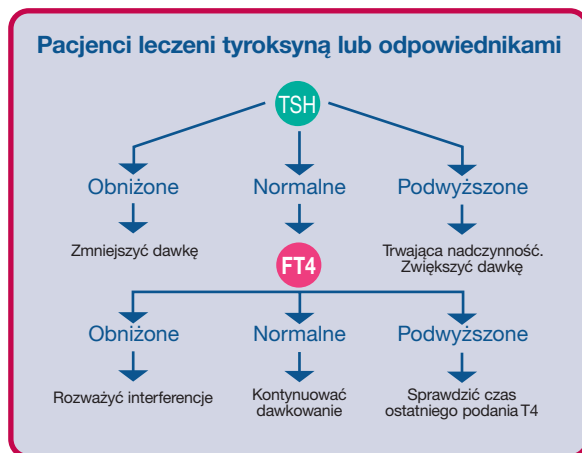 Pacjenci leczeni tyroksyną lub odpowiednikami
TSH
Obniżone
Normalne
Podwyższone
Zmniejszyć dawkę
Trwająca nadczynność.
Zwiększyć dawkę
FT4
Obniżone
Normalne
Podwyższone
Rozważyć interferencje
Kontynuować
dawkowanie
Sprawdzić czas
ostatniego podania T4